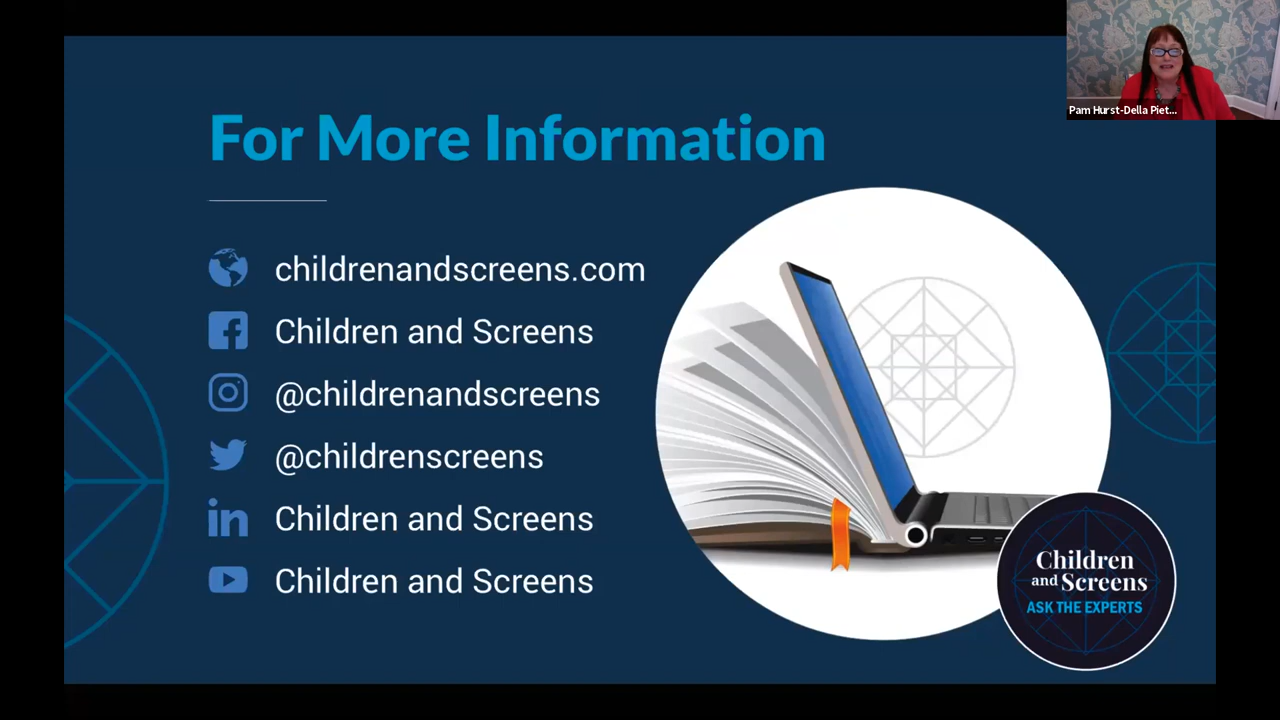 For More Information
childrenandscreens.com
Children and Screens
@childrenandscreens
@childrenscreens
Children and Screens
Children and Screens
Pam Hurst-Della Piet...
Children
and Screens
ASK THE EXPERTS